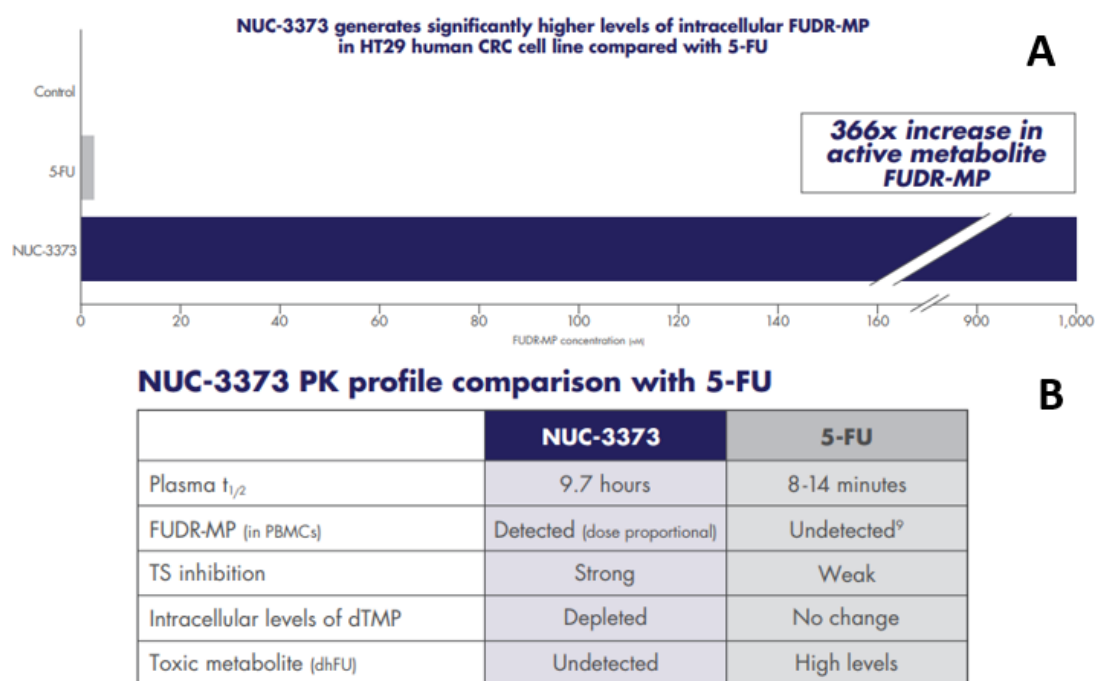 NUC-3373 generates significantly higher levels of intracellular FUDR-MP
in HT29 human CRC cell line compared with 5-FU
A
Control
366x increase in
active metabolite
FUDR-MP
5-FU
NUC-3373
0 20 40 60 80 100 120 140 160 900 1,000
FUDR-MP concentration (nM)
NUC-3373 PK profile comparison with 5-FU
B
NUC-3373 5-FU
Plasma t1/2 9.7 hours 8-14 minutes
FUDR-MP (in PBMCs) Detected (dose proportional) Undetected⁹
TS inhibition Strong Weak
Intracellular levels of dTMP Depleted No change
Toxic metabolite (dhFU) Undetected High levels